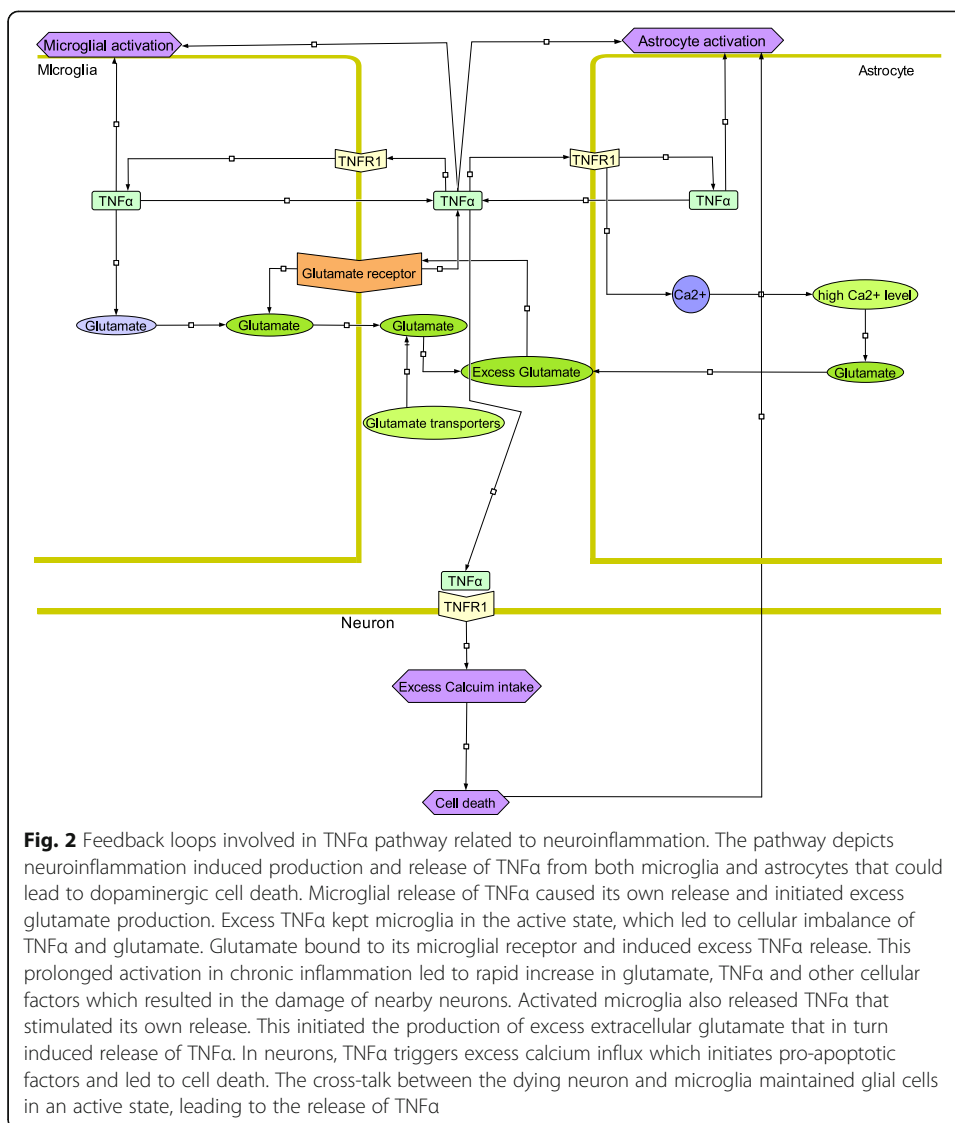 Microglial activation
Astrocyte activation
MIcroglia
Astrocyte
TNFR1
TNFR1
TNFα
TNFα
TNFα
Glutamate receptor
Ca2+
high Ca2+ level
Glutamate
Glutamate
Glutamate
Excess Glutamate
Glutamate
Glutamate transporters
TNFα
TNFR1
Neuron
Excess Calcuim intake
Cell death
Fig. 2 Feedback loops involved in TNFα pathway related to neuroinflammation. The pathway depicts
neuroinflammation induced production and release of TNFα from both microglia and astrocytes that could
lead to dopaminergic cell death. Microglial release of TNFα caused its own release and initiated excess
glutamate production. Excess TNFα kept microglia in the active state, which led to cellular imbalance of
TNFα and glutamate. Glutamate bound to its microglial receptor and induced excess TNFα release. This
prolonged activation in chronic inflammation led to rapid increase in glutamate, TNFα and other cellular
factors which resulted in the damage of nearby neurons. Activated microglia also released TNFα that
stimulated its own release. This initiated the production of excess extracellular glutamate that in turn
induced release of TNFα. In neurons, TNFα triggers excess calcium influx which initiates pro-apoptotic
factors and led to cell death. The cross-talk between the dying neuron and microglia maintained glial cells
in an active state, leading to the release of TNFα